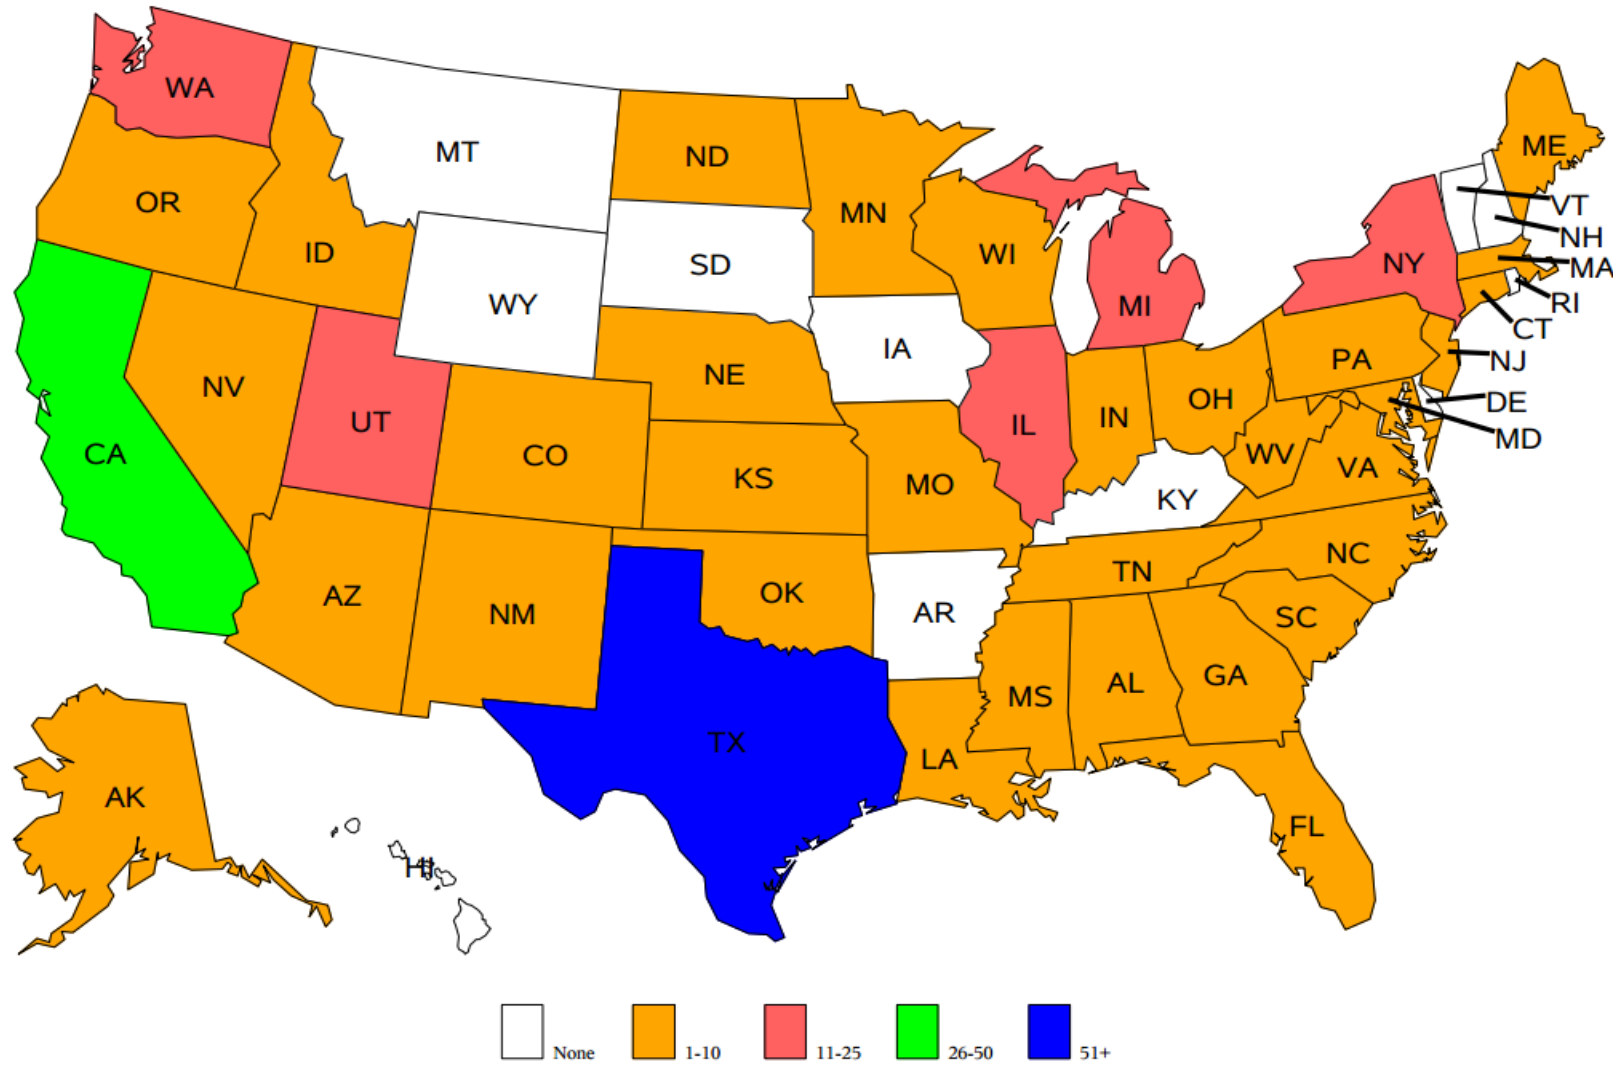 WA
MT
ND
ME
OR
MN
VT
ID
WI
NH
SD
NY
MA
WY
MI
RI
CT
IA
NV
NE
PA
NJ
UT
OH
DE
CA
CO
IL
IN
MD
KS
MO
WV
VA
KY
AZ
NM
OK
TN
NC
AR
SC
MS
AL
GA
TX
LA
AK
FL
HI
None
1-10
11-25
26-50
51+